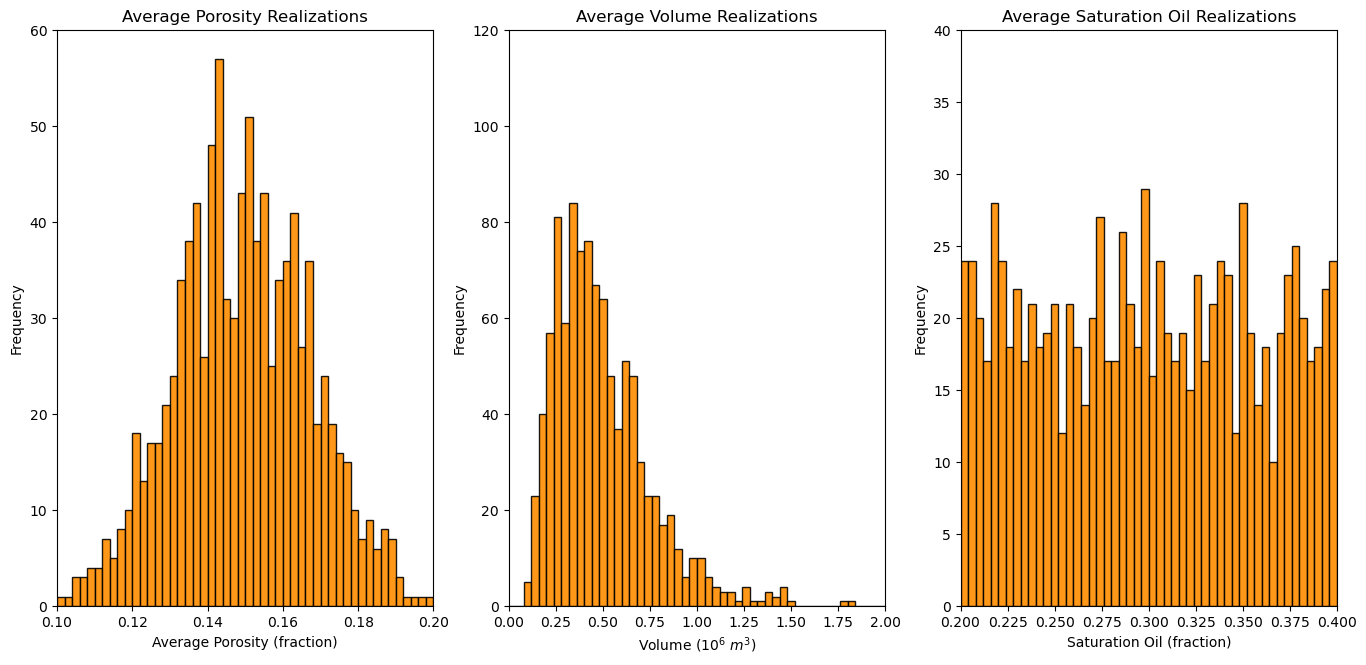 Average Porosity Realizations
60
50
40
30
20
10
0
Frequency
0.10 0.12 0.14 0.16 0.18 0.20
Average Porosity (fraction)
Average Volume Realizations
120
100
80
60
40
20
0
Frequency
0.00 0.25 0.50 0.75 1.00 1.25 1.50 1.75 2.00
Volume (10⁶ m³)
Average Saturation Oil Realizations
40
35
30
25
20
15
10
5
0
Frequency
0.200 0.225 0.250 0.275 0.300 0.325 0.350 0.375 0.400
Saturation Oil (fraction)